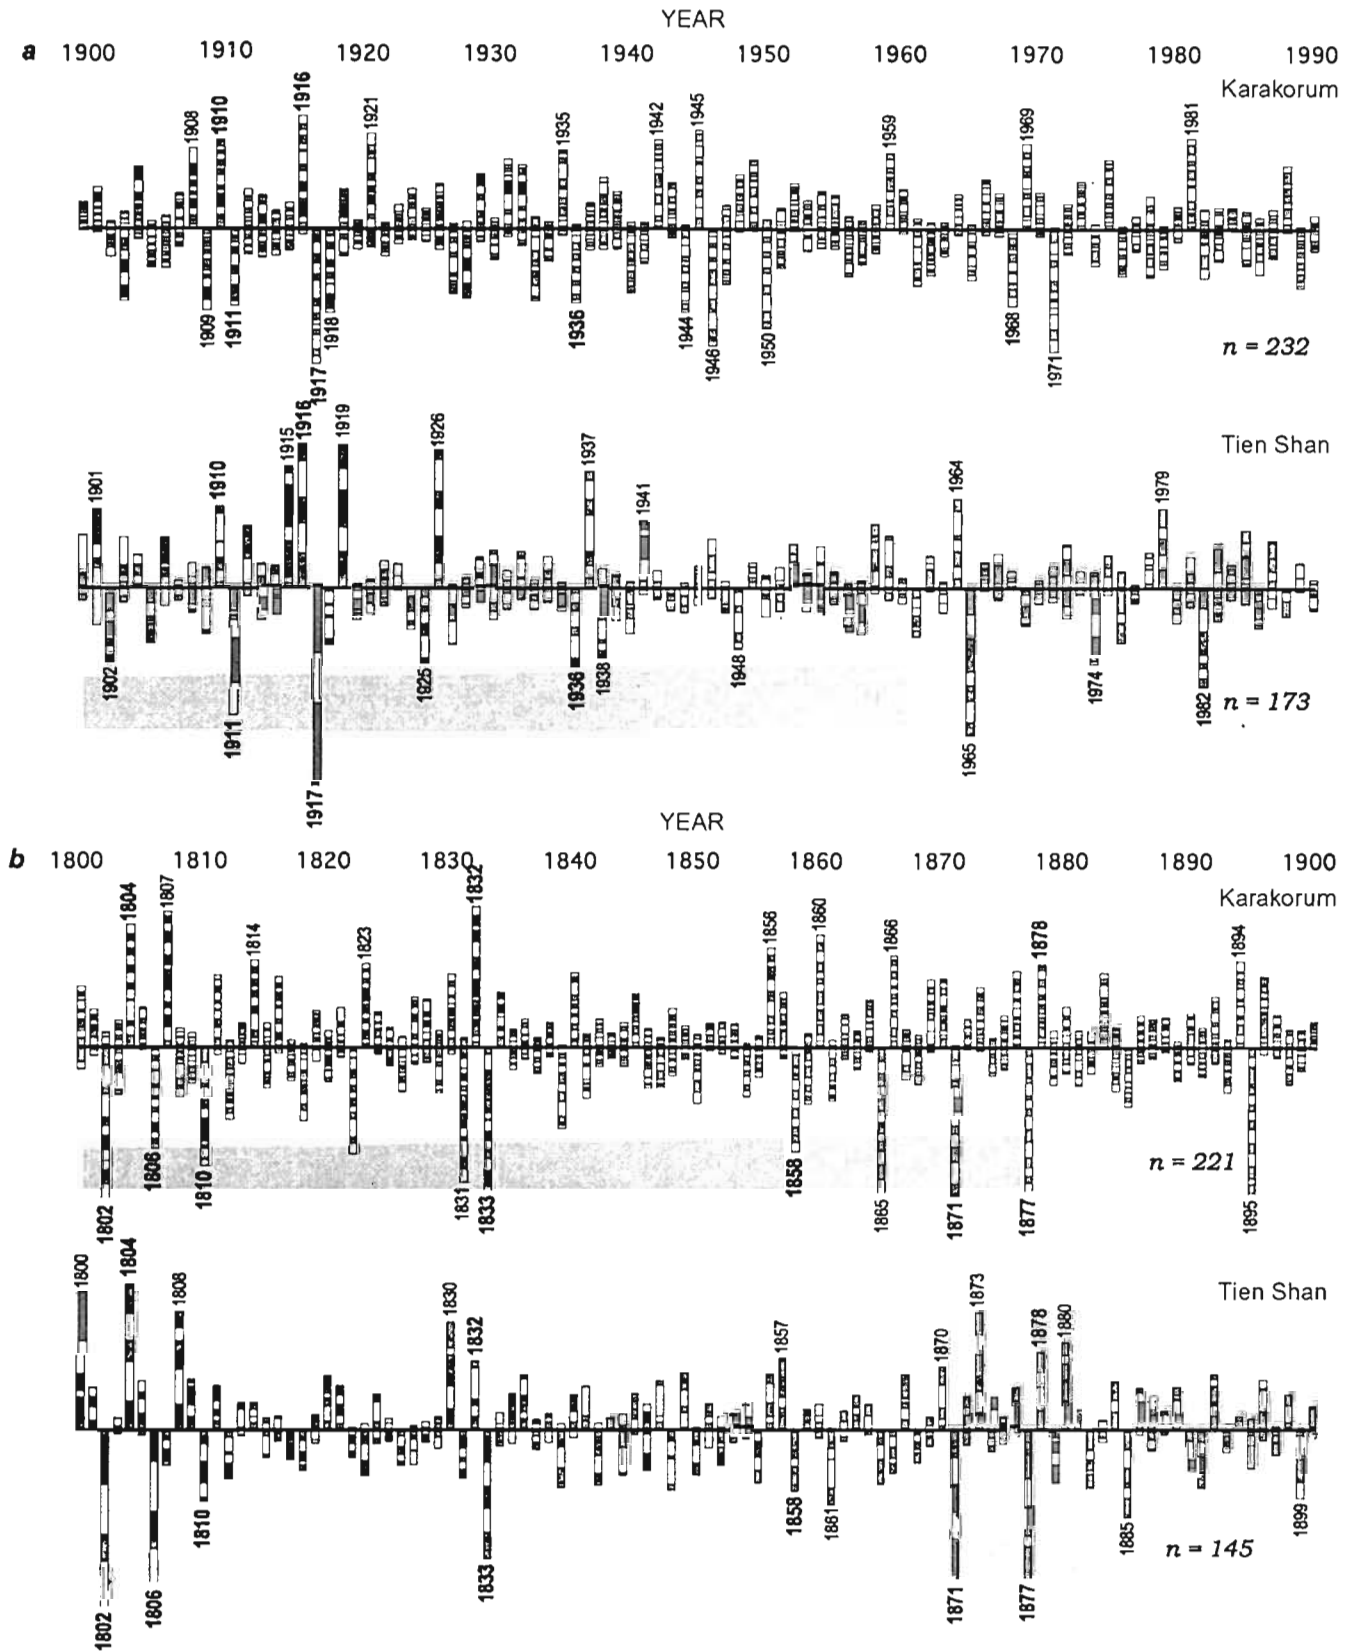 YEAR
a 1900 1910 1920 1930 1940 1950 1960 1970 1980 1990
Karakorum
1908 1910 1916 1921 1935 1942 1945 1959 1969 1981
1909 1911 1917 1918 1936 1944 1946 1950 1968 1971
n = 232
Tien Shan
1901 1910 1915 1916 1919 1926 1937 1941 1964 1979
1902 1911 1917 1925 1936 1938 1948 1965 1974 1982
n = 173
YEAR
b 1800 1810 1820 1830 1840 1850 1860 1870 1880 1890 1900
Karakorum
1804 1807 1814 1823 1832 1856 1860 1866 1878 1894
1802 1806 1810 1831 1833 1858 1865 1871 1877 1895
n = 221
Tien Shan
1800 1804 1808 1830 1832 1857 1870 1873 1878 1880
1802 1806 1810 1833 1858 1861 1871 1877 1885 1899
n = 145